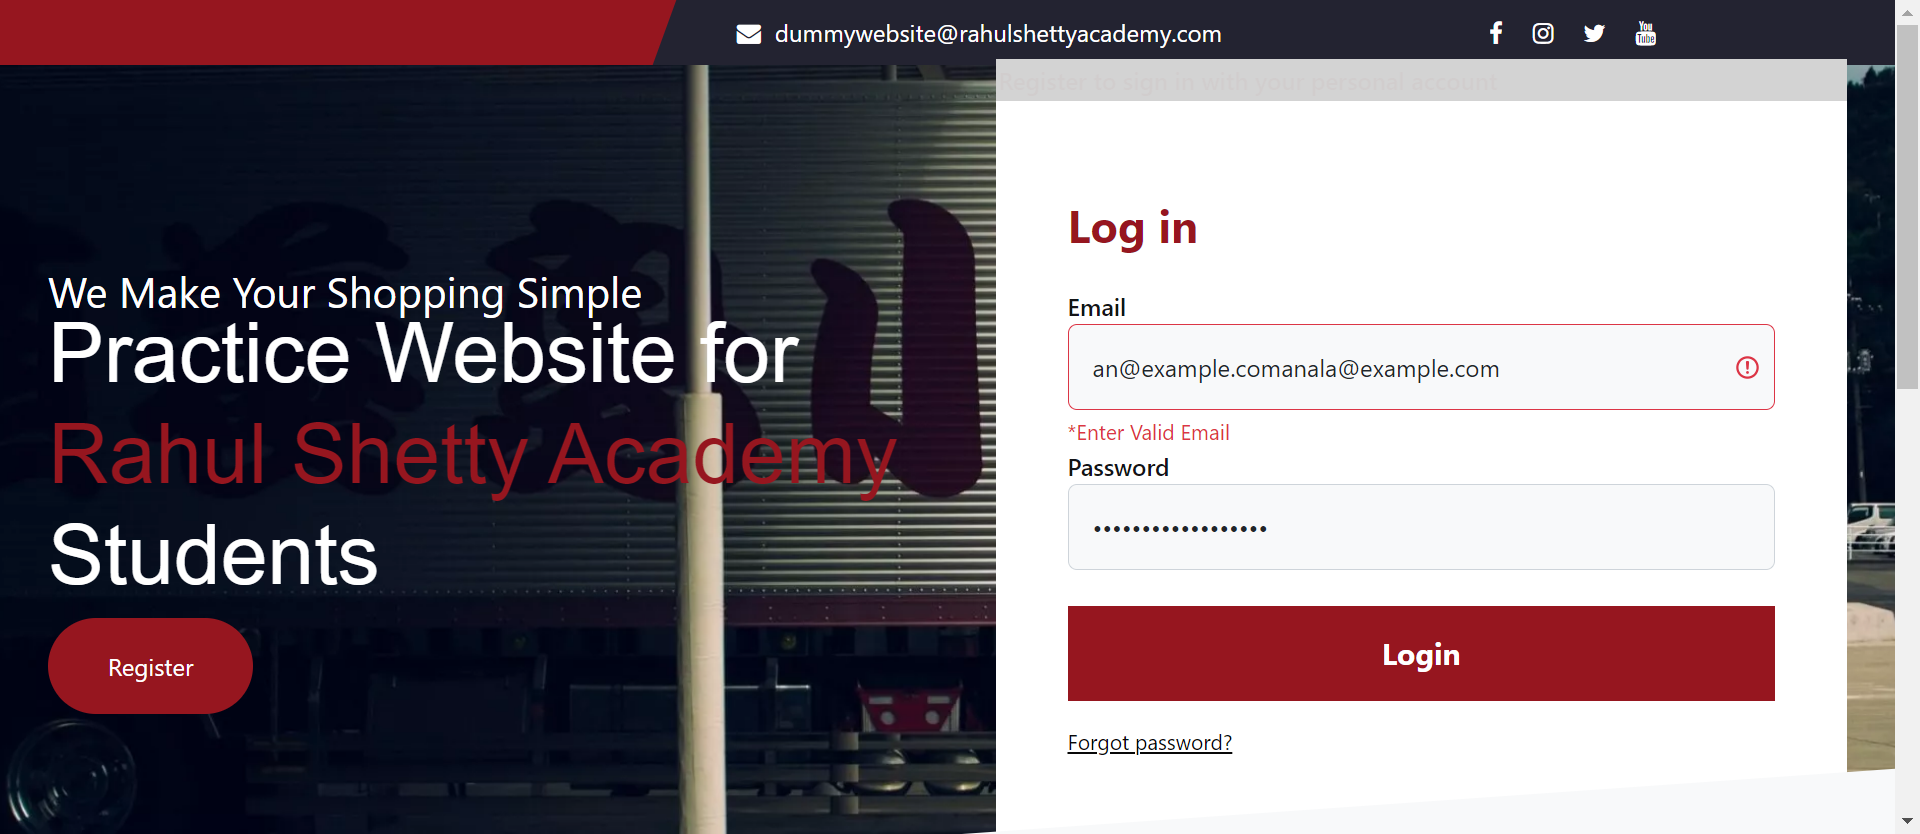 dummywebsite@rahulshettyacademy.com
You
Tube
Register to sign in with your personal account
We Make Your Shopping Simple
Practice Website for
Rahul Shetty Academy
Students
Register
Log in
Email
an@example.comanala@example.com
*Enter Valid Email
Password
••••••••••••••••••
Login
Forgot password?